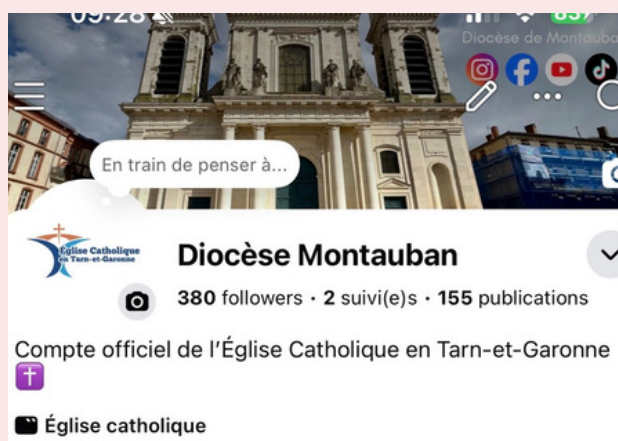 09:28
Diocèse de Montauba
En train de penser à...
Église Catholique
en Tarn-et-Garonne
Diocèse Montauban
380 followers • 2 suivi(e)s • 155 publications
Compte officiel de l'Église Catholique en Tarn-et-Garonne
✝️
Église catholique